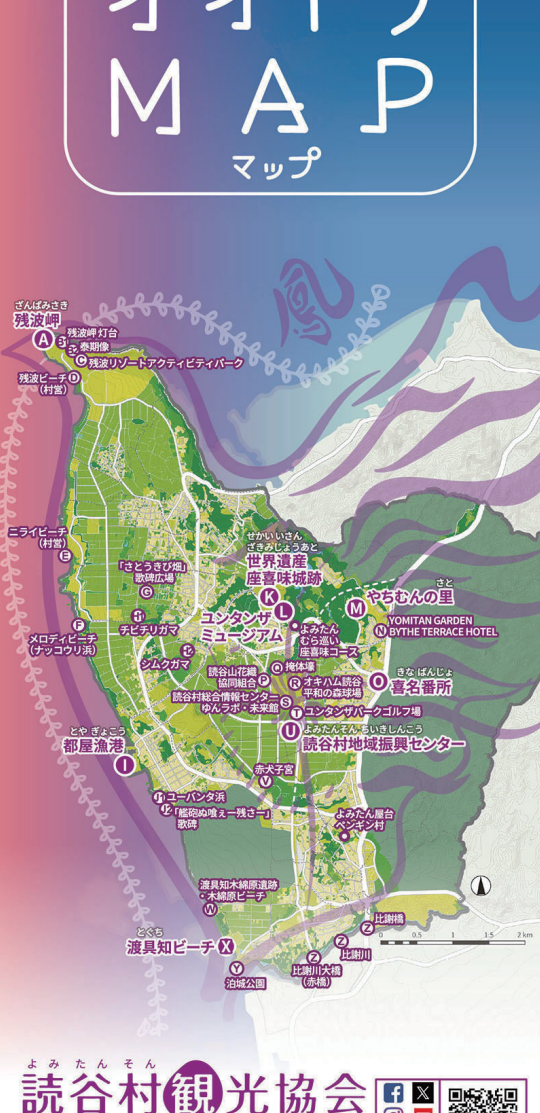 MAP
マップ
ざんぱみさき
残波岬
A
残波岬 灯台
泰期像
C 残波リゾートアクティビティパーク
残波ビーチ D
(村営)
ニライビーチ
(村営)
E
「さとうきび畑」
歌碑広場
G
せかいいさん
ざきみじょうあと
世界遺産
座喜味城跡
K
L
ユンタンザ
ミュージアム
さと
やちむんの里
M
YOMITAN GARDEN
N BYTHE TERRACE HOTEL
F
メロディビーチ
(ナッコウリ浜)
チビチリガマ
シムクガマ
よみたん
むら巡い
座喜味コース
Q 掩体壕
読谷山花織
協同組合 P
R オキハム読谷
平和の森球場
きな ばんじょ
O 喜名番所
読谷村総合情報センター
ゆんラボ・未来館 S
T ユンタンザパークゴルフ場
よみたんそん ちいきしんこう
U 読谷村地域振興センター
とや ぎょこう
都屋漁港
I
赤犬子宮
V
ユーバンタ浜
「艦砲ぬ喰ぇー残さー」
歌碑
よみたん屋台
ペンギン村
渡具知木綿原遺跡
・木綿原ビーチ
W
とぐち
渡具知ビーチ X
Y
泊城公園
比謝橋
Z
Z
比謝川
Z
比謝川大橋
(赤橋)
0 0.5 1 1.5 2 km
よみたんそん
読谷村観光協会